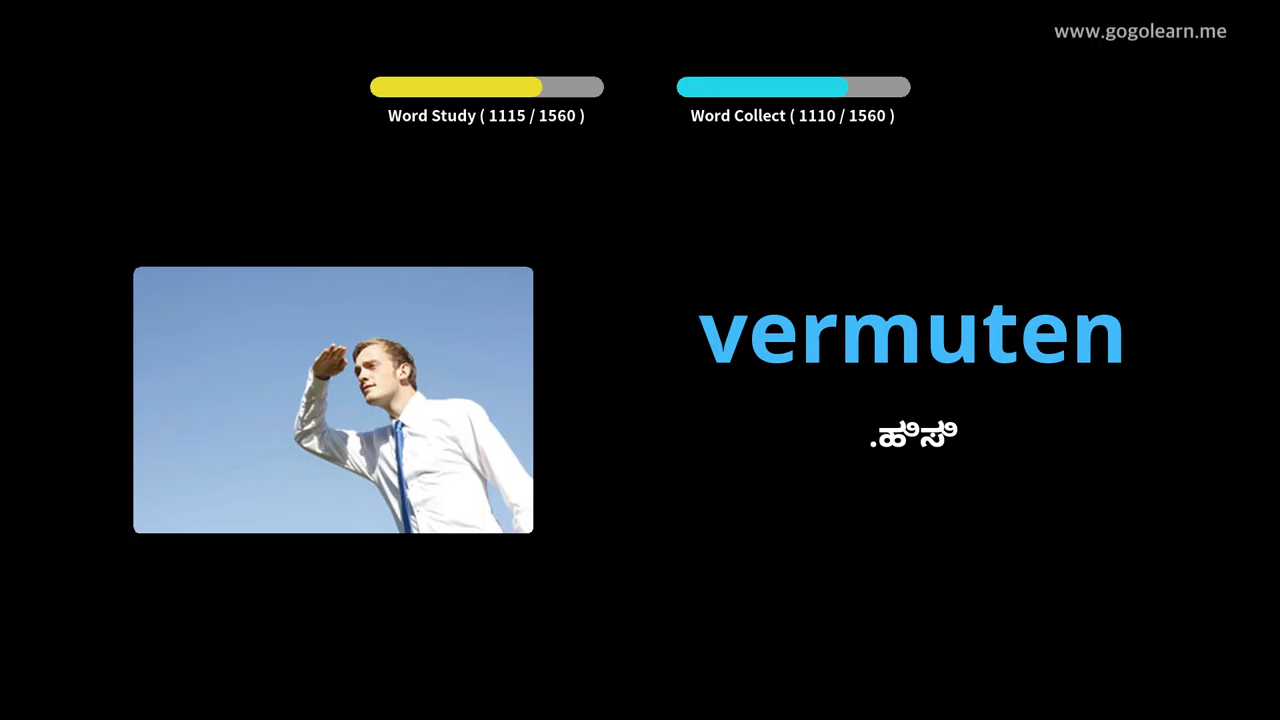 www.gogolearn.me
Word Study ( 1115 / 1560 )
Word Collect ( 1110 / 1560 )
vermuten
.ಹಿಸಿ